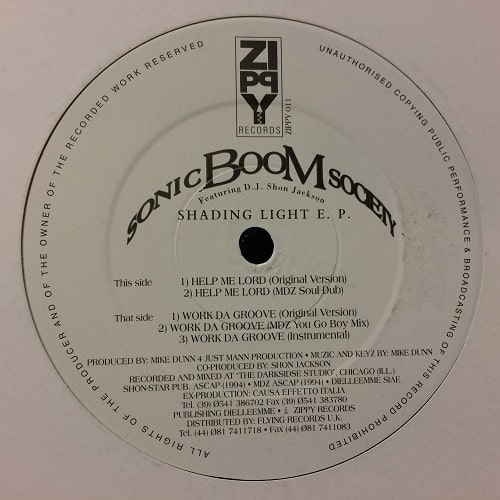 ZIPPY
RECORDS
ZIPPY 011
SONIC BOOM SOCIETY
Featuring D.J. Shon Jackson
SHADING LIGHT E. P.
This side 1) HELP ME LORD (Original Version)
2) HELP ME LORD (MDZ Soul Dub)
That side 1) WORK DA GROOVE (Original Version)
2) WORK DA GROOVE (MDZ You Go Boy Mix)
3) WORK DA GROOVE (Instrumental)
PRODUCED BY: MIKE DUNN 4 JUST MANN PRODUCTION • MUZIC AND KEYZ BY: MIKE DUNN
CO-PRODUCED BY: SHON JACKSON
RECORDED AND MIXED AT "THE DARKSIDSE STUDIO", CHICAGO (ILL.)
SHON-STAR PUB. ASCAP (1994) • MDZ ASCAP (1994) • DIELLEEMME SIAE
EX-PRODUCTION: CAUSA EFFETTO ITALIA
Tel. (39) Ø541 386702 Fax (39) Ø541 383780
PUBLISHING DIELLEEMME • ZIPPY RECORDS
DISTRIBUTED BY: FLYING RECORDS U.K.
Tel. (44) Ø81 7411718 • Fax (44) Ø81 7411083
ALL RIGHTS OF THE PRODUCER AND OF THE OWNER OF THE RECORDED WORK RESERVED
UNAUTHORISED COPYING PUBLIC PERFORMANCE & BROADCASTING OF THIS RECORD PROHIBITED